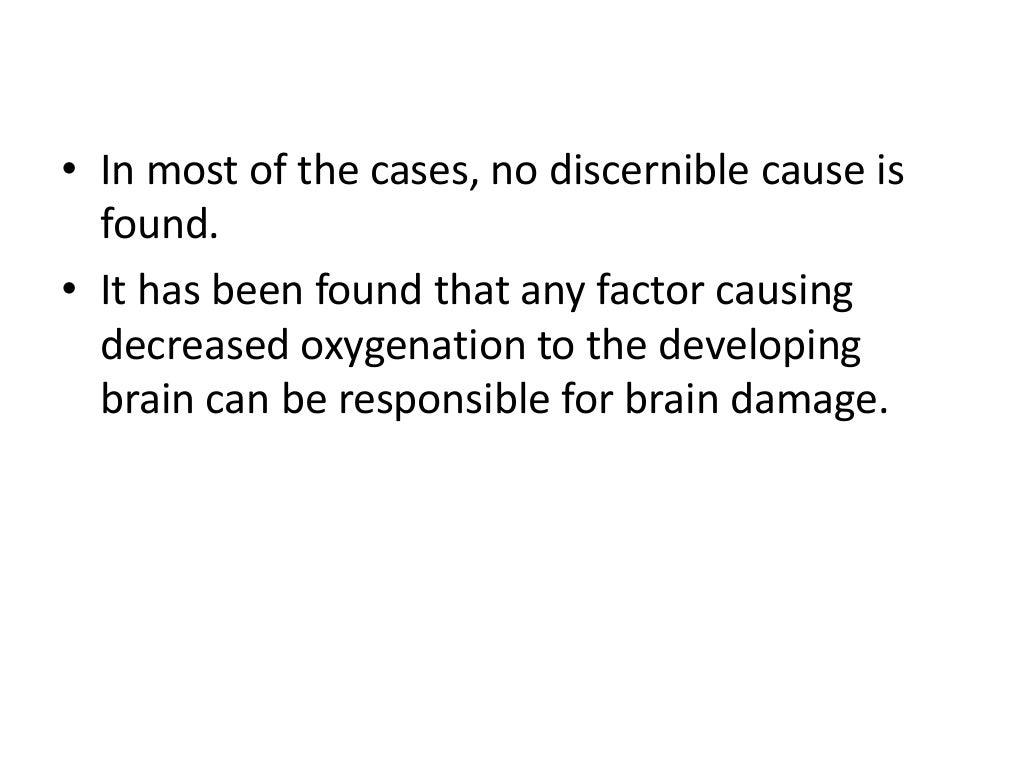 • In most of the cases, no discernible cause is
found.
• It has been found that any factor causing
decreased oxygenation to the developing
brain can be responsible for brain damage.